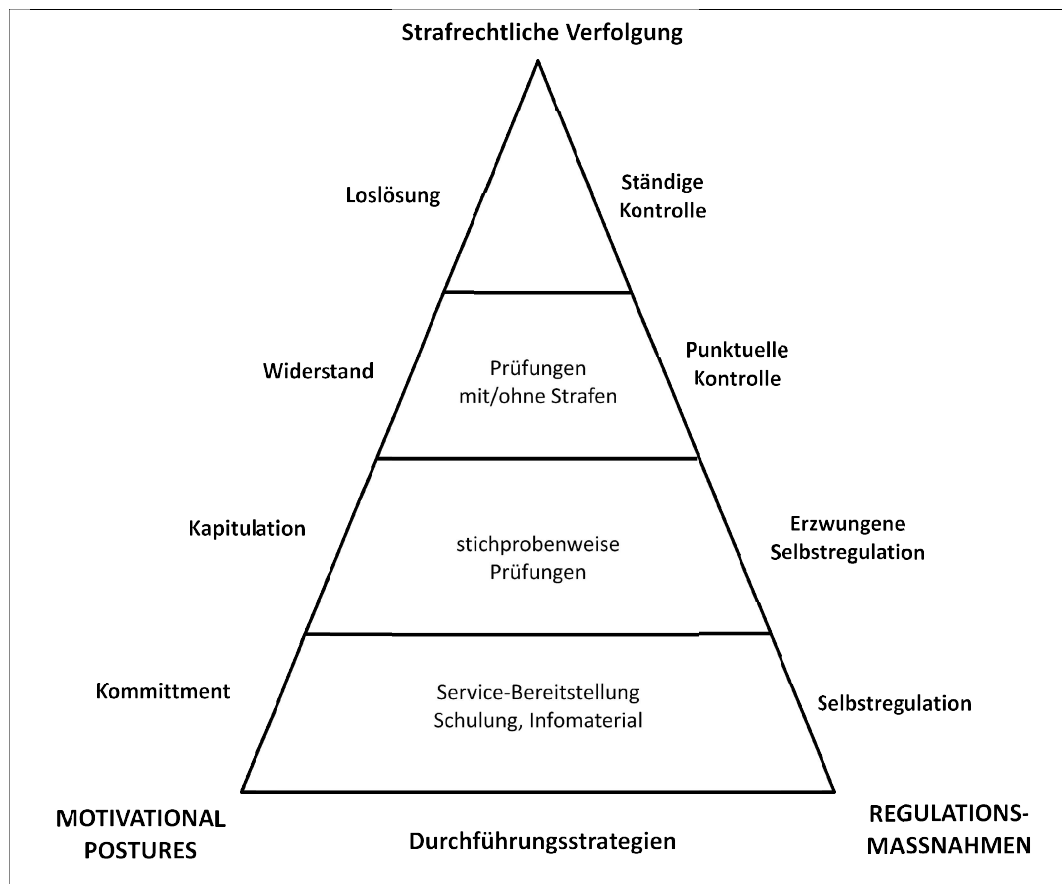 Strafrechtliche Verfolgung
Loslösung
Ständige
Kontrolle
Widerstand
Prüfungen
mit/ohne Strafen
Punktuelle
Kontrolle
Kapitulation
stichprobenweise
Prüfungen
Erzwungene
Selbstregulation
Kommittment
Service-Bereitstellung
Schulung, Infomaterial
Selbstregulation
MOTIVATIONAL
POSTURES
Durchführungsstrategien
REGULATIONS-
MASSNAHMEN